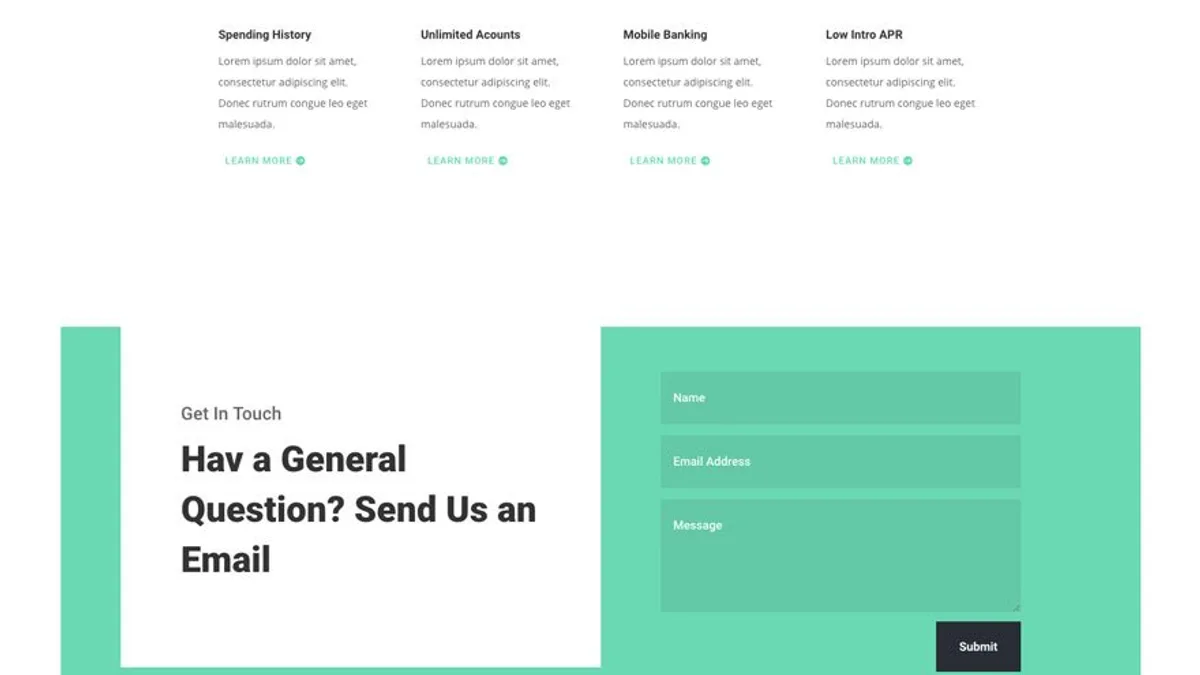 Spending History
Lorem ipsum dolor sit amet,
consectetur adipiscing elit.
Donec rutrum congue leo eget
malesuada.
LEARN MORE
Unlimited Acounts
Lorem ipsum dolor sit amet,
consectetur adipiscing elit.
Donec rutrum congue leo eget
malesuada.
LEARN MORE
Mobile Banking
Lorem ipsum dolor sit amet,
consectetur adipiscing elit.
Donec rutrum congue leo eget
malesuada.
LEARN MORE
Low Intro APR
Lorem ipsum dolor sit amet,
consectetur adipiscing elit.
Donec rutrum congue leo eget
malesuada.
LEARN MORE
Get In Touch
Hav a General
Question? Send Us an
Email
Name
Email Address
Message
Submit